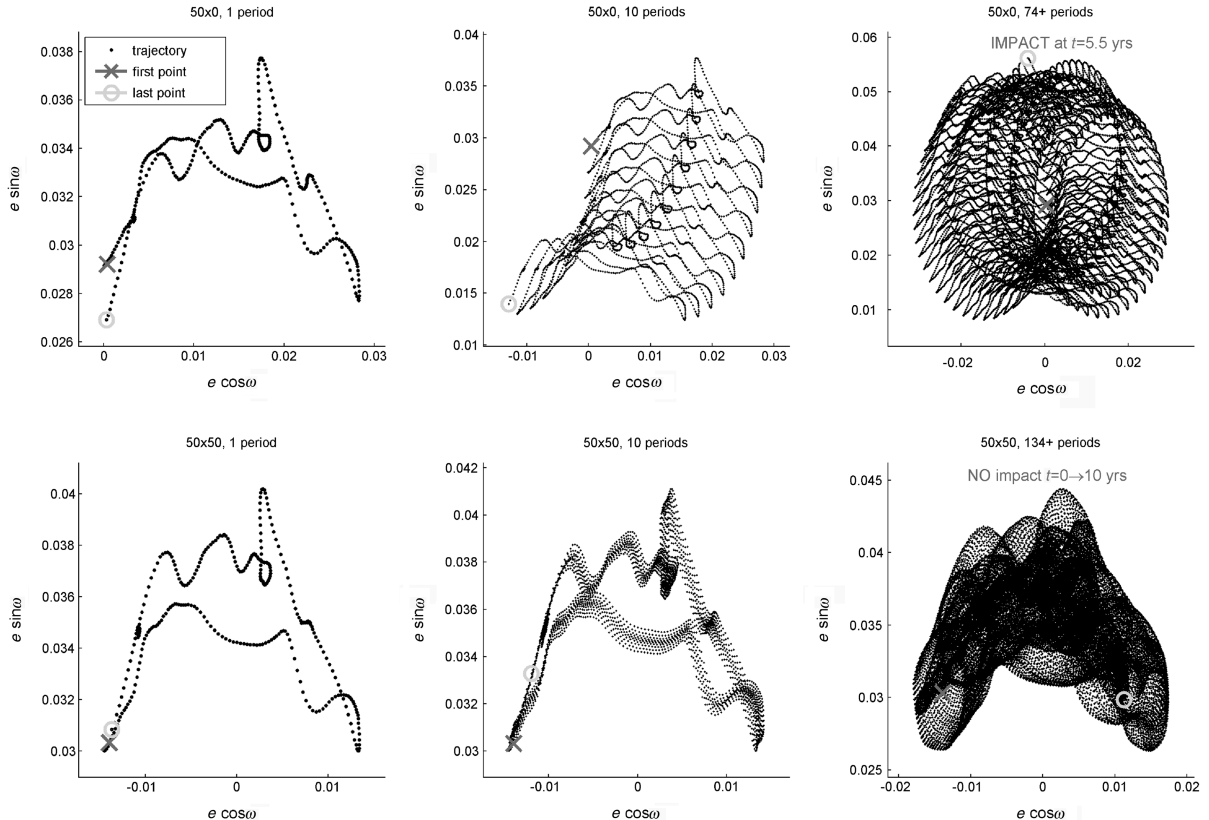 50x0, 1 period
0.038
0.036
0.034
0.032
0.03
0.028
0.026
0
0.01
0.02
0.03
e sinω
e cosω
trajectory
first point
last point
50x0, 10 periods
0.04
0.035
0.03
0.025
0.02
0.015
0.01
-0.01
0
0.01
0.02
0.03
e sinω
e cosω
50x0, 74+ periods
IMPACT at t=5.5 yrs
0.06
0.05
0.04
0.03
0.02
0.01
-0.02
0
0.02
e sinω
e cosω
50x50, 1 period
0.04
0.038
0.036
0.034
0.032
0.03
-0.01
0
0.01
e sinω
e cosω
50x50, 10 periods
0.042
0.04
0.038
0.036
0.034
0.032
0.03
-0.01
0
0.01
e sinω
e cosω
50x50, 134+ periods
NO impact t=0→10 yrs
0.045
0.04
0.035
0.03
0.025
-0.02
-0.01
0
0.01
0.02
e sinω
e cosω